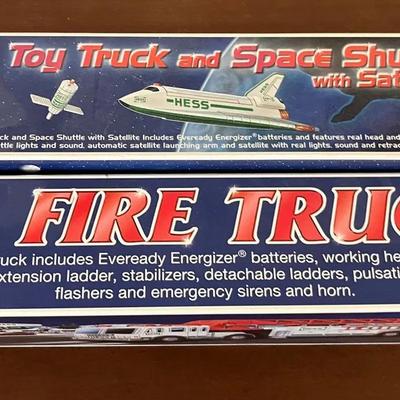 Toy Truck and Space Shu
with Sat
HESS
ck and Space Shuttle with Satellite Includes Eveready Energizer® batteries and features real head and
ttle lights and sound, automatic satellite launching arm and satellite with real lights, sound and retrac
FIRE TRUC
ruck includes Eveready Energizer® batteries, working he
xtension ladder, stabilizers, detachable ladders, pulsati
flashers and emergency sirens and horn.